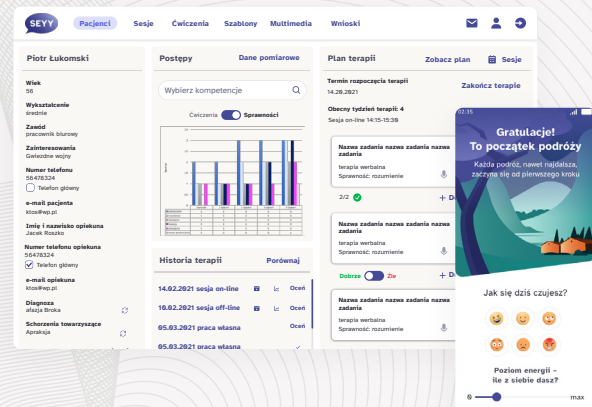 SEYY
Pacjenci
Sesje
Ćwiczenia
Szablony
Multimedia
Wnioski
Piotr Łukomski
Wiek
56
Wykształcenie
średnie
Zawód
pracownik biurowy
Zainteresowania
Gwiezdne wojny
Numer telefonu
56478324
Telefon główny
e-mail pacjenta
ktos@wp.pl
Imię i nazwisko opiekuna
Jacek Roszko
Numer telefonu opiekuna
56478324
Telefon główny
e-mail opiekuna
ktos@wp.pl
Diagnoza
afazja Broka
Schorzenia towarzyszące
Apraksja
Postępy
Dane pomiarowe
Wybierz kompetencje
Ćwiczenia
Sprawności
Historia terapii
Porównaj
14.02.2021 sesja on-line
Oceń
10.02.2021 sesja off-line
Oceń
05.03.2021 praca własna
Oceń
05.03.2021 praca własna
Plan terapii
Zobacz plan
Sesje
Termin rozpoczęcia terapii
14.20.2021
Zakończ terapie
Obecny tydzień terapii: 4
Sesja on-line 14:15-15:30
Nazwa zadania nazwa zadania nazwa
zadania
terapia werbalna
Sprawność: rozumienie
2/2
+
Nazwa zadania nazwa zadania nazwa
zadania
terapia werbalna
Sprawność: rozumienie
Dobrze
Źle
+
Nazwa zadania nazwa zadania nazwa
zadania
terapia werbalna
Sprawność: rozumienie
02:35
Gratulacje!
To początek podróży
Każda podróż, nawet najdalsza,
zaczyna się od pierwszego kroku
Jak się dziś czujesz?
Poziom energii -
ile z siebie dasz?
0
max